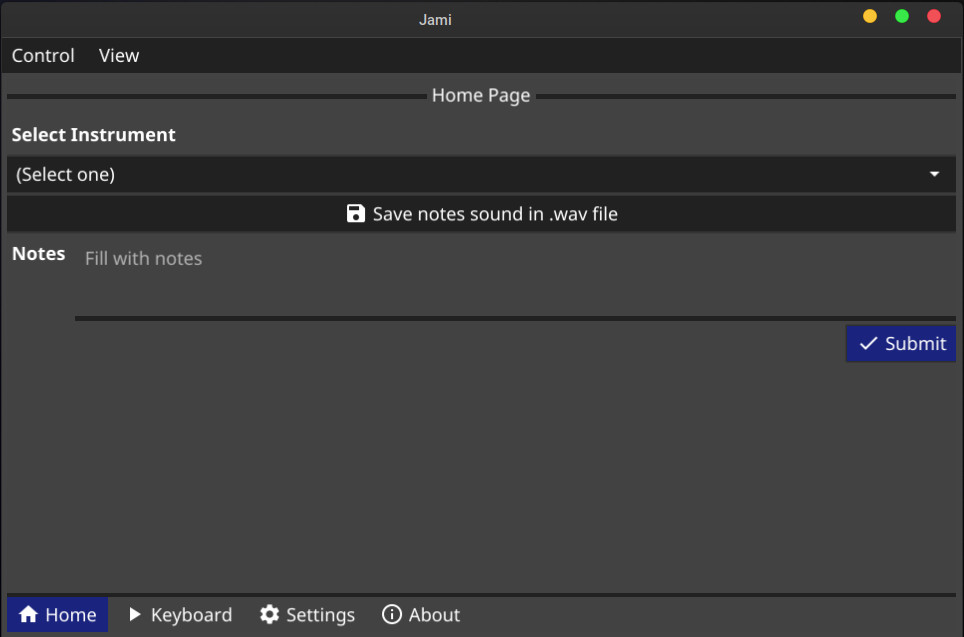 Jami
Control View
Home Page
Select Instrument
(Select one)
Save notes sound in .wav file
Notes Fill with notes
Submit
Home Keyboard Settings About